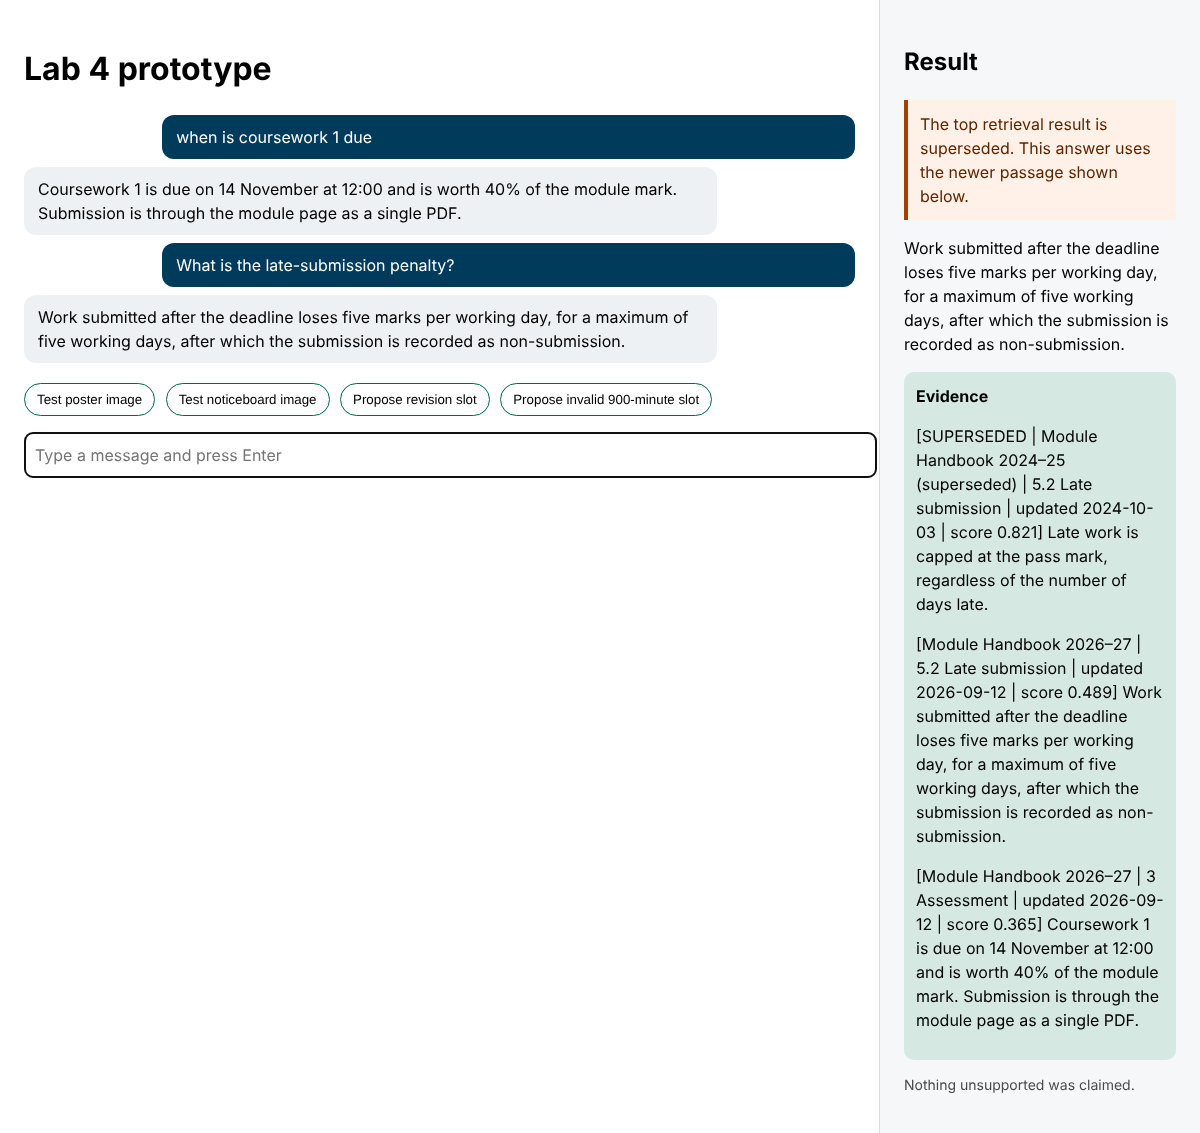 Lab 4 prototype
when is coursework 1 due
Coursework 1 is due on 14 November at 12:00 and is worth 40% of the module mark.
Submission is through the module page as a single PDF.
What is the late-submission penalty?
Work submitted after the deadline loses five marks per working day, for a maximum of
five working days, after which the submission is recorded as non-submission.
Test poster image
Test noticeboard image
Propose revision slot
Propose invalid 900-minute slot
Type a message and press Enter
Result
The top retrieval result is
superseded. This answer uses
the newer passage shown
below.
Work submitted after the deadline
loses five marks per working day,
for a maximum of five working
days, after which the submission is
recorded as non-submission.
Evidence
[SUPERSEDED | Module
Handbook 2024–25
(superseded) | 5.2 Late
submission | updated 2024-10-
03 | score 0.821] Late work is
capped at the pass mark,
regardless of the number of
days late.
[Module Handbook 2026–27 |
5.2 Late submission | updated
2026-09-12 | score 0.489] Work
submitted after the deadline
loses five marks per working
day, for a maximum of five
working days, after which the
submission is recorded as non-
submission.
[Module Handbook 2026–27 | 3
Assessment | updated 2026-09-
12 | score 0.365] Coursework 1
is due on 14 November at 12:00
and is worth 40% of the module
mark. Submission is through the
module page as a single PDF.
Nothing unsupported was claimed.